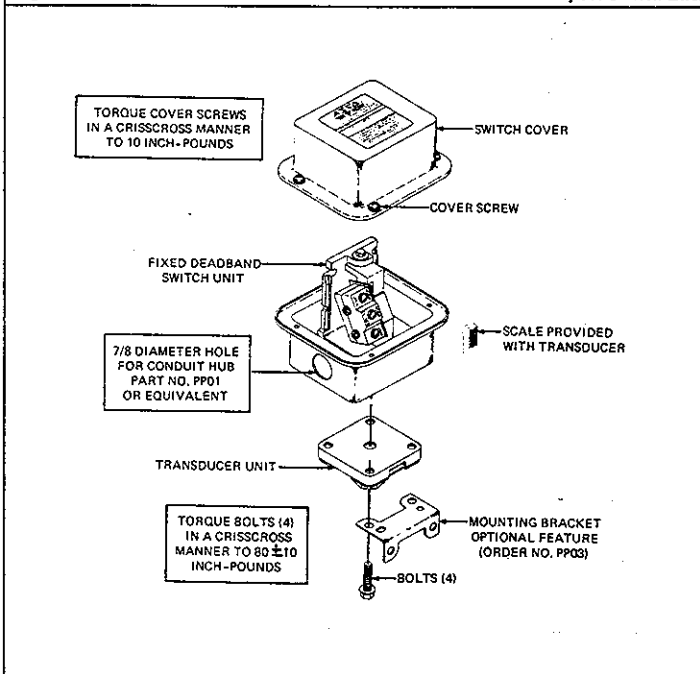 TORQUE COVER SCREWS
IN A CRISSCROSS MANNER
TO 10 INCH-POUNDS
SWITCH COVER
COVER SCREW
FIXED DEADBAND
SWITCH UNIT
SCALE PROVIDED
WITH TRANSDUCER
7/8 DIAMETER HOLE
FOR CONDUIT HUB
PART NO. PP01
OR EQUIVALENT
TRANSDUCER UNIT
TORQUE BOLTS (4)
IN A CRISSCROSS
MANNER TO 80 ±10
INCH-POUNDS
MOUNTING BRACKET
OPTIONAL FEATURE
(ORDER NO. PP03)
BOLTS (4)